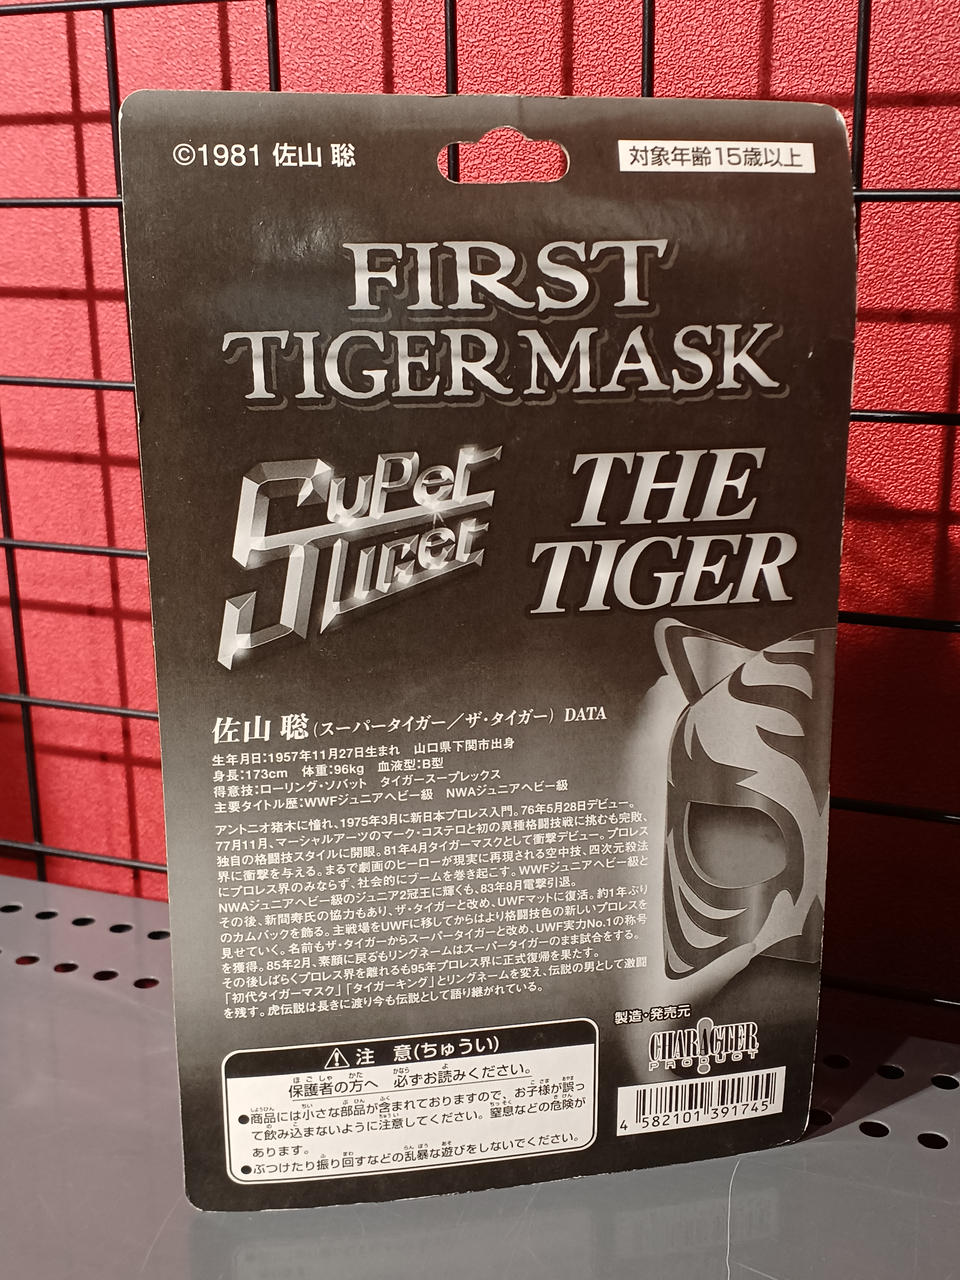 ©1981 佐山 聡
対象年齢15歳以上
FIRST
TIGER MASK
Super
Tiger
THE
TIGER
佐山 聡(スーパータイガー/ザ・タイガー) DATA
生年月日:1957年11月27日生まれ 山口県下関市出身
身長:173cm 体重:96kg 血液型:B型
得意技:ローリング・ソバット タイガースープレックス
主要タイトル歴:WWFジュニアヘビー級 NWAジュニアヘビー級
アントニオ猪木に憧れ、1975年3月に新日本プロレス入門。76年5月28日デビュー。
77月11月、マーシャルアーツのマーク・コステロと初の異種格闘技戦に挑むも完敗、
独自の格闘技スタイルに開眼。81年4月タイガーマスクとして衝撃デビュー。プロレス
界に衝撃を与える。まるで劇画のヒーローが現実に再現される空中技、四次元殺法
にプロレス界のみならず、社会的にブームを巻き起こす。WWFジュニアヘビー級と
NWAジュニアヘビー級のジュニア2冠王に輝くも、83年8月電撃引退。
その後、新間寿氏の協力もあり、ザ・タイガーと改め、UWFマットに復活。約1年ぶり
のカムバックを飾る。主戦場をUWFに移してからはより格闘技色の新しいプロレスを
見せていく。名前もザ・タイガーからスーパータイガーと改め、UWF実力No.1の称号
を獲得。85年2月、素顔に戻るもリングネームはスーパータイガーのまま試合をする。
その後しばらくプロレス界を離れるも95年プロレス界に正式復帰を果たす。
「初代タイガーマスク」「タイガーキング」とリングネームを変え、伝説の男として激闘
を残す。虎伝説は長きに渡り今も伝説として語り継がれている。
製造・発売元
CHARACTER
PRODUCT
4 582101 391745
注 意(ちゅうい)
保護者の方へ 必ずお読みください。
●商品には小さな部品が含まれておりますので、お子様が誤っ
て飲み込まないように注意してください。窒息などの危険が
あります。
●ぶつけたり振り回すなどの乱暴な遊びをしないでください。